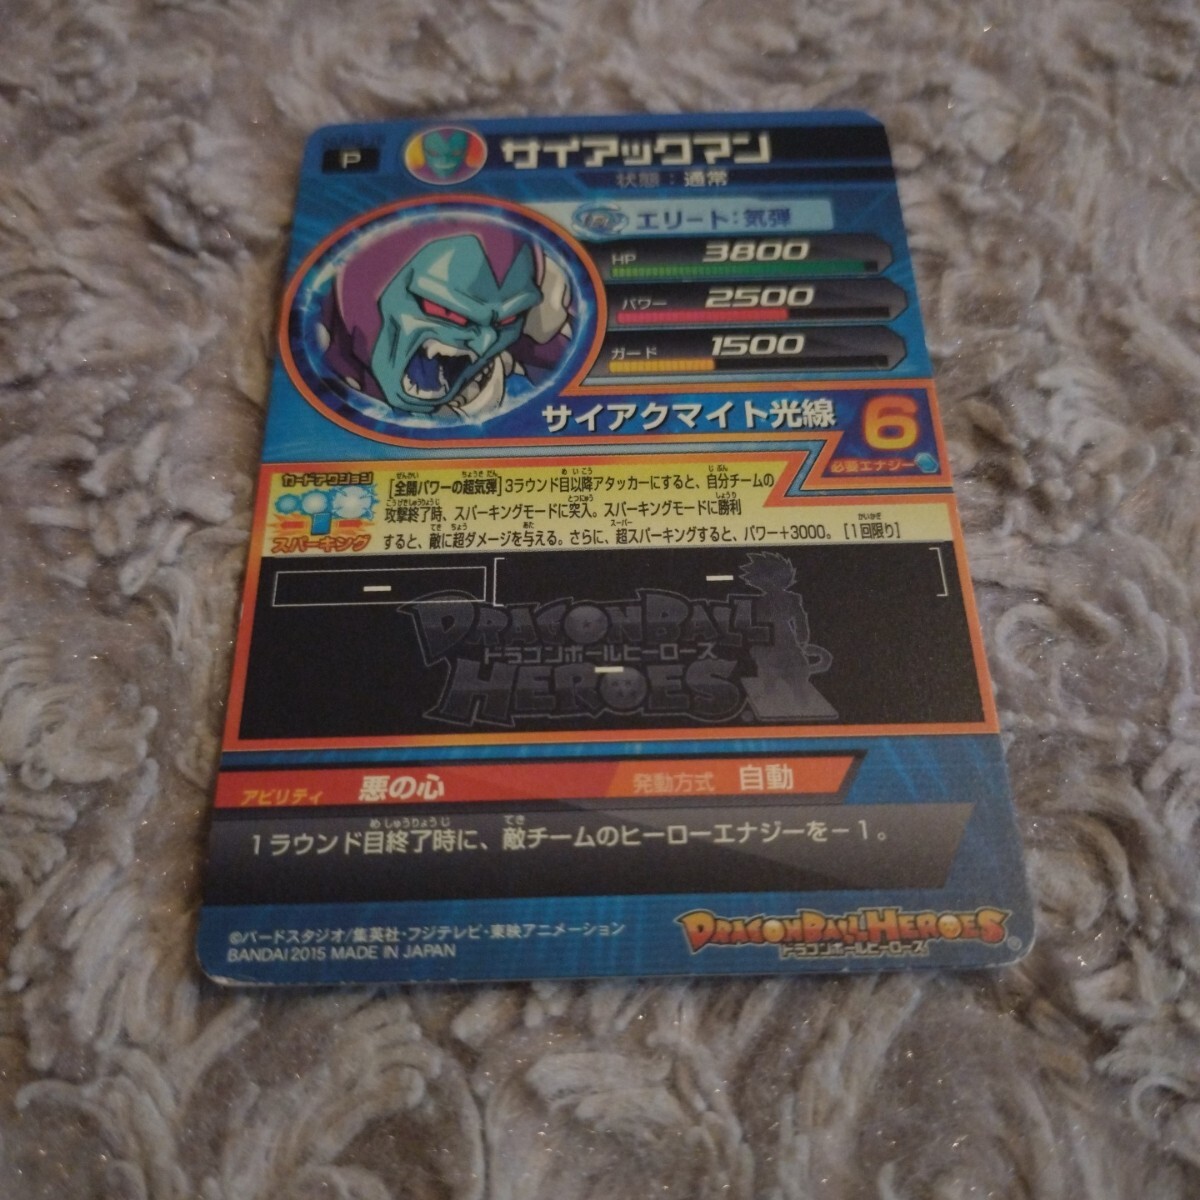 P
サイアックマン
状態：通常
エリート:気弾
HP 3800
パワー 2500
ガード 1500
サイアクマイト光線 6
必要エナジー
カードアクション
スパーキング
［全開パワーの超気弾］3ラウンド目以降アタッカーにすると、自分チームの
攻撃終了時、スパーキングモードに突入。スパーキングモードに勝利
すると、敵に超ダメージを与える。さらに、超スパーキングすると、パワー+3000。［1回限り］
DRAGON BALL
ドラゴンボールヒーローズ
HEROES
アビリティ 悪の心 発動方式 自動
1ラウンド目終了時に、敵チームのヒーローエナジーを－1。
©バードスタジオ/集英社・フジテレビ・東映アニメーション
BANDAI 2015 MADE IN JAPAN
DRAGON BALL HEROES
ドラゴンボールヒーローズ